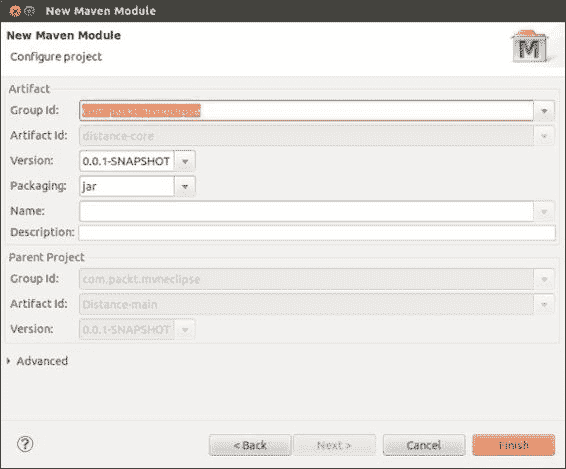 New Maven Module
New Maven Module
Configure project
M
Artifact
Group Id: com.packt.mvneclipse
Artifact Id: distance-core
Version: 0.0.1-SNAPSHOT
Packaging: jar
Name:
Description:
Parent Project
Group Id: com.packt.mvneclipse
Artifact Id: Distance-main
Version: 0.0.1-SNAPSHOT
Advanced
? < Back Next > Cancel Finish